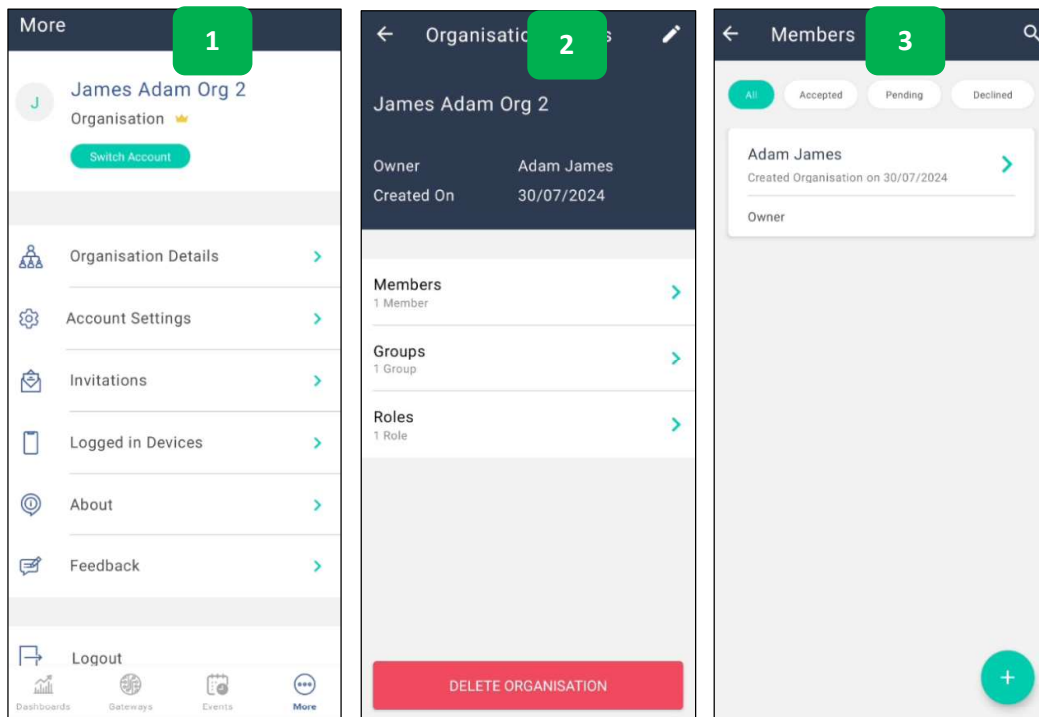 More
1
J
James Adam Org 2
Organisation
Switch Account
Organisation Details
Account Settings
Invitations
Logged in Devices
About
Feedback
Logout
Dashboards
Gateways
Events
More
2
James Adam Org 2
Owner Adam James
Created On 30/07/2024
Members
1 Member
Groups
1 Group
Roles
1 Role
DELETE ORGANISATION
Members
3
All Accepted Pending Declined
Adam James
Created Organisation on 30/07/2024
Owner
+